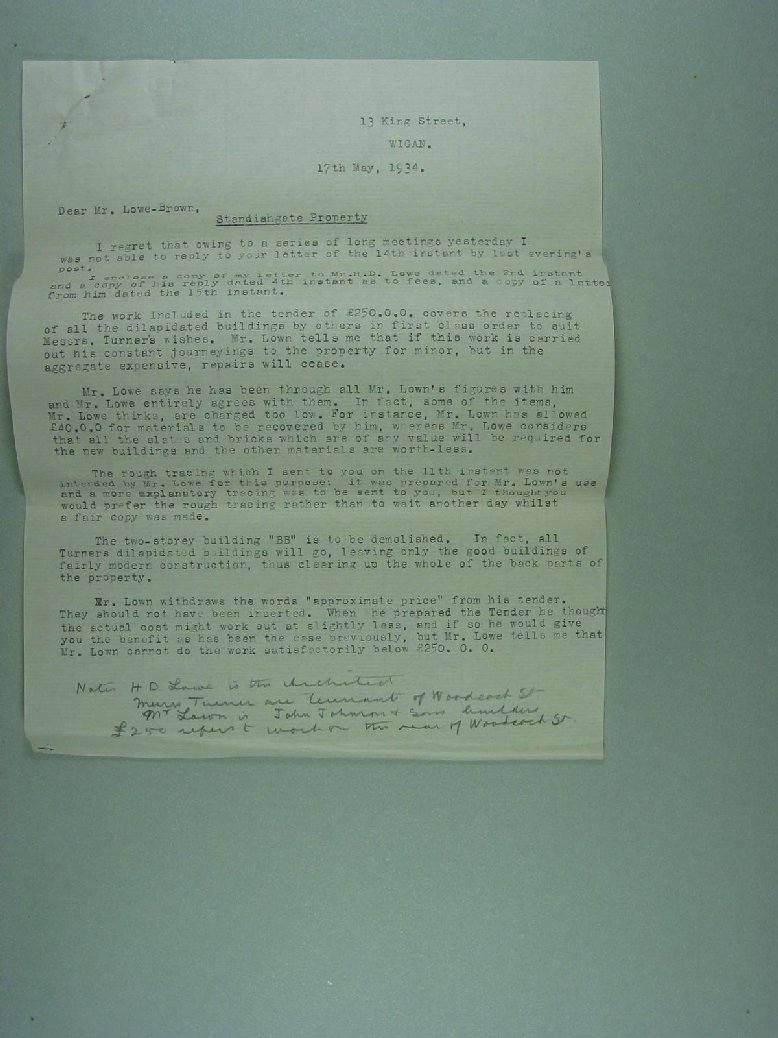 13 King Street,
WIGAN.
17th May, 1934.
Dear Mr. Lowe-Brown,
Standishgate Property
I regret that owing to a series of long meetings yesterday I
was not able to reply to your letter of the 14th instant by last evening's
post.
I enclose a copy of my letter to Mr.H.D. Lowe dated the 2nd instant
and a copy of his reply dated 4th instant as to fees, and a copy of a letter
from him dated the 15th instant.
The work included in the tender of £250.0.0. covers the replacing
of all the dilapidated buildings by others in first class order to suit
Messrs. Turner's wishes. Mr. Lown tells me that if this work is carried
out his constant journeyings to the property for minor, but in the
aggregate expensive, repairs will cease.
Mr. Lowe says he has been through all Mr. Lown's figures with him
and Mr. Lowe entirely agrees with them. In fact, some of the items,
Mr. Lowe thinks, are charged too low. For instance, Mr. Lown has allowed
£40.0.0 for materials to be recovered by him, whereas Mr. Lowe considers
that all the slates and bricks which are of any value will be required for
the new buildings and the other materials are worth-less.
The rough tracing which I sent to you on the 11th instant was not
intended by Mr. Lowe for this purpose; it was prepared for Mr. Lown's use
and a more explanatory tracing was to be sent to you, but I thought you
would prefer the rough tracing rather than to wait another day whilst
a fair copy was made.
The two-storey building "BB" is to be demolished. In fact, all
Turners dilapidated buildings will go, leaving only the good buildings of
fairly modern construction, thus clearing up the whole of the back parts of
the property.
Mr. Lown withdraws the words "approximate price" from his tender.
They should not have been inserted. When he prepared the Tender he thought
the actual cost might work out at slightly less, and if so he would give
you the benefit as has been the case previously, but Mr. Lowe tells me that
Mr. Lown cannot do the work satisfactorily below £250. 0. 0.
Note H D Lowe is the Architect
Messrs Turner are tennant of Woodcock St
Mr Lown is John Johnson & Sons builders
£250 refers to work on the rear of Woodcock St